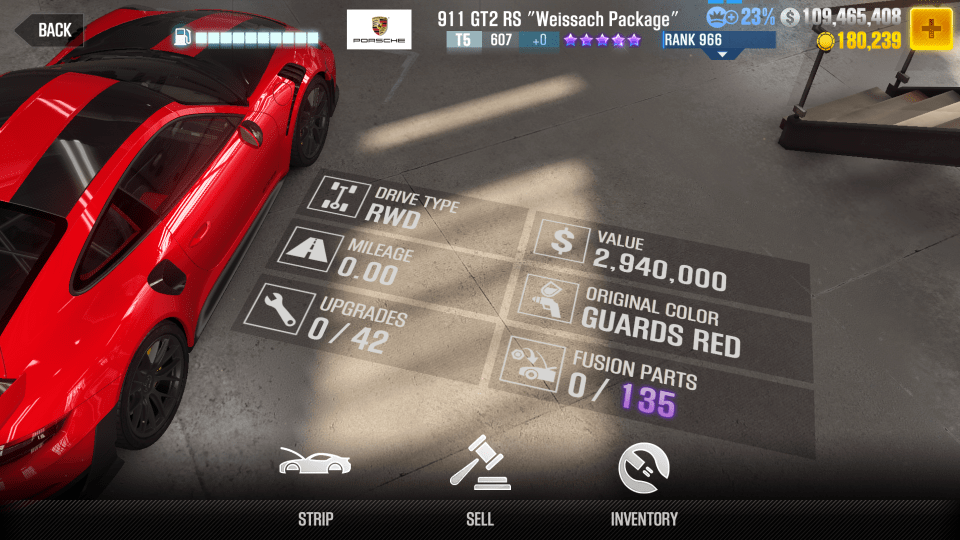 BACK
PORSCHE
911 GT2 RS "Weissach Package"
T5 607 +0
RANK 966
23%
109,465,408
180,239
DRIVE TYPE
RWD
MILEAGE
0.00
UPGRADES
0 / 42
$
VALUE
2,940,000
ORIGINAL COLOR
GUARDS RED
FUSION PARTS
0 / 135
STRIP
SELL
INVENTORY